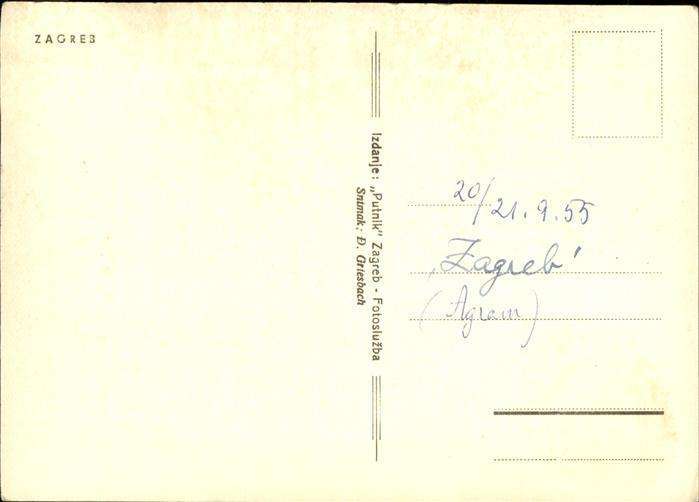 ZAGREB
Izdanje: „Putnik" Zagreb - Fotoslužba
Snimak: Đ. Griesbach
20/21.9.55
‚Zagreb'
(Agram)